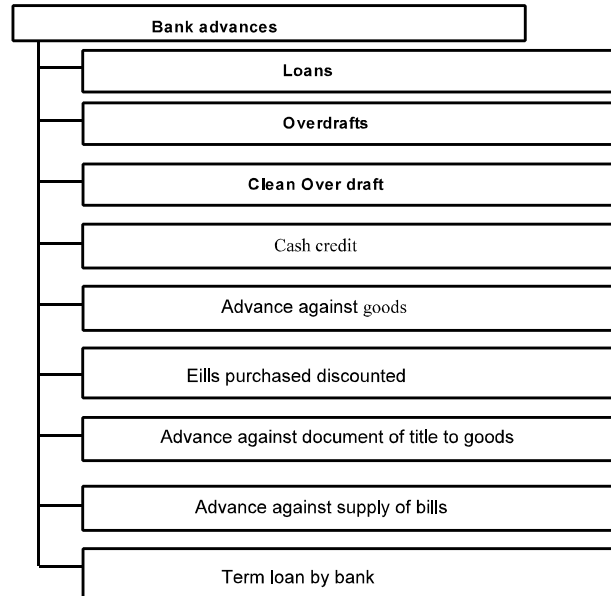 Bank advances
Loans
Overdrafts
Clean Over draft
Cash credit
Advance against goods
Eills purchased discounted
Advance against document of title to goods
Advance against supply of bills
Term loan by bank